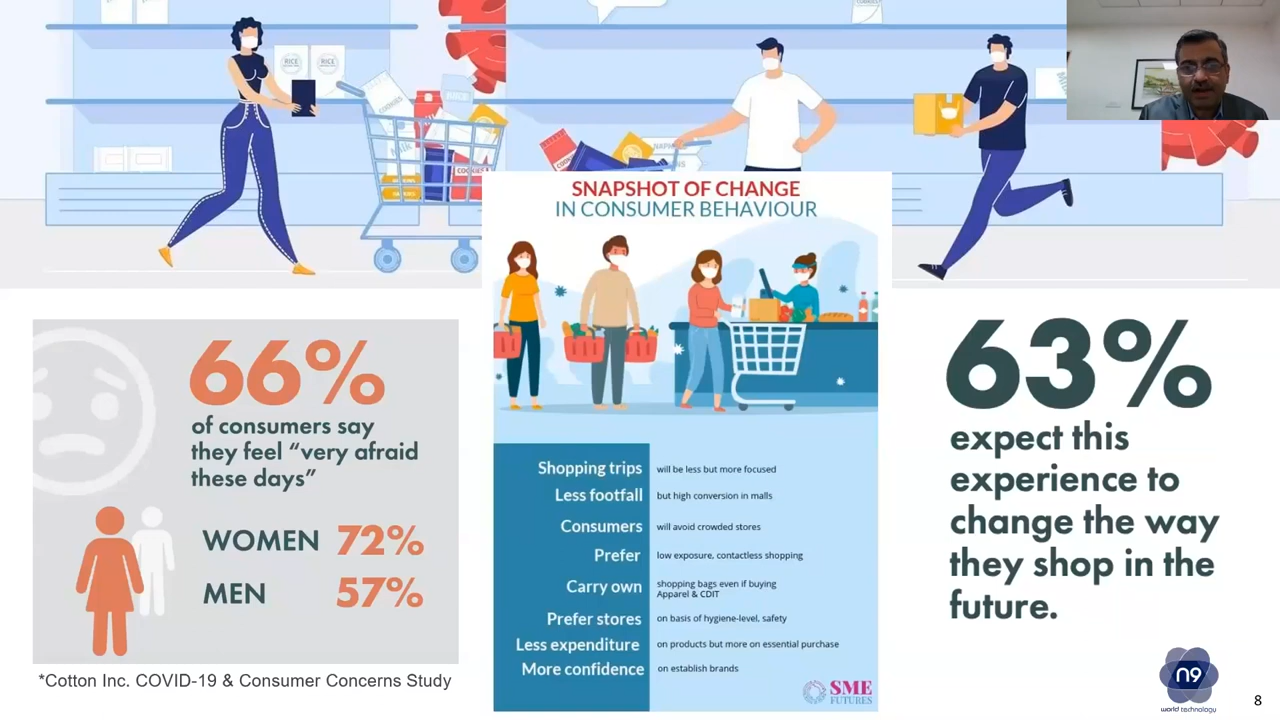 RICE
RICE
COOKIES
JUICE
milk
COOKIES
COOKIES
SNAPSHOT OF CHANGE
IN CONSUMER BEHAVIOUR
66%
of consumers say
they feel “very afraid
these days”
WOMEN 72%
MEN 57%
*Cotton Inc. COVID-19 & Consumer Concerns Study
Shopping trips will be less but more focused
Less footfall but high conversion in malls
Consumers will avoid crowded stores
Prefer low exposure, contactless shopping
Carry own shopping bags even if buying
Apparel & CDIT
Prefer stores on basis of hygiene-level, safety
Less expenditure on products but more on essential purchase
More confidence on establish brands
SME
FUTURES
63%
expect this
experience to
change the way
they shop in the
future.
n9
world technology
8